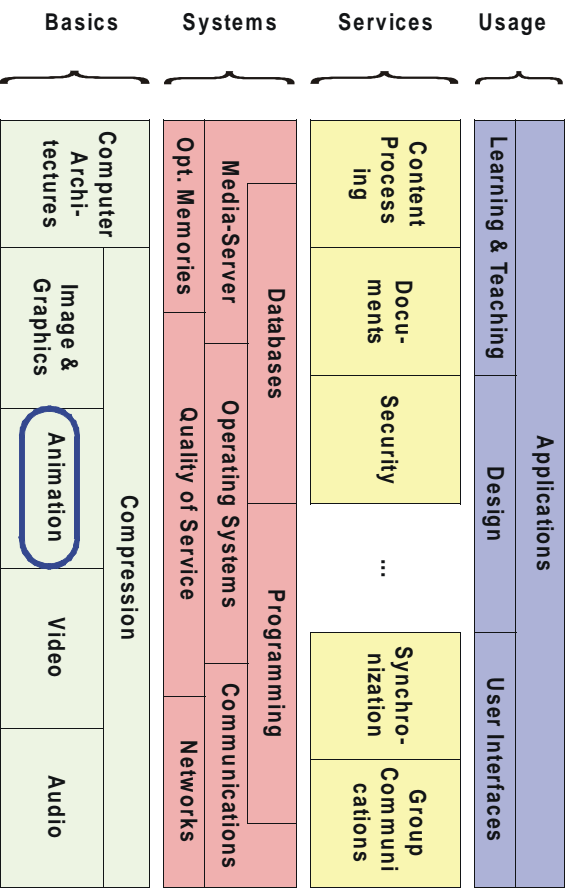 Basics
Systems
Services
Usage
Computer
Archi-
tectures
Image &
Graphics
Animation
Video
Audio
Compression
Opt. Memories
Quality of Service
Networks
Media-Server
Operating Systems
Communications
Databases
Programming
Content
Process
ing
Docu-
ments
Security
...
Synchro-
nization
Group
Communi
cations
Learning & Teaching
Design
User Interfaces
Applications